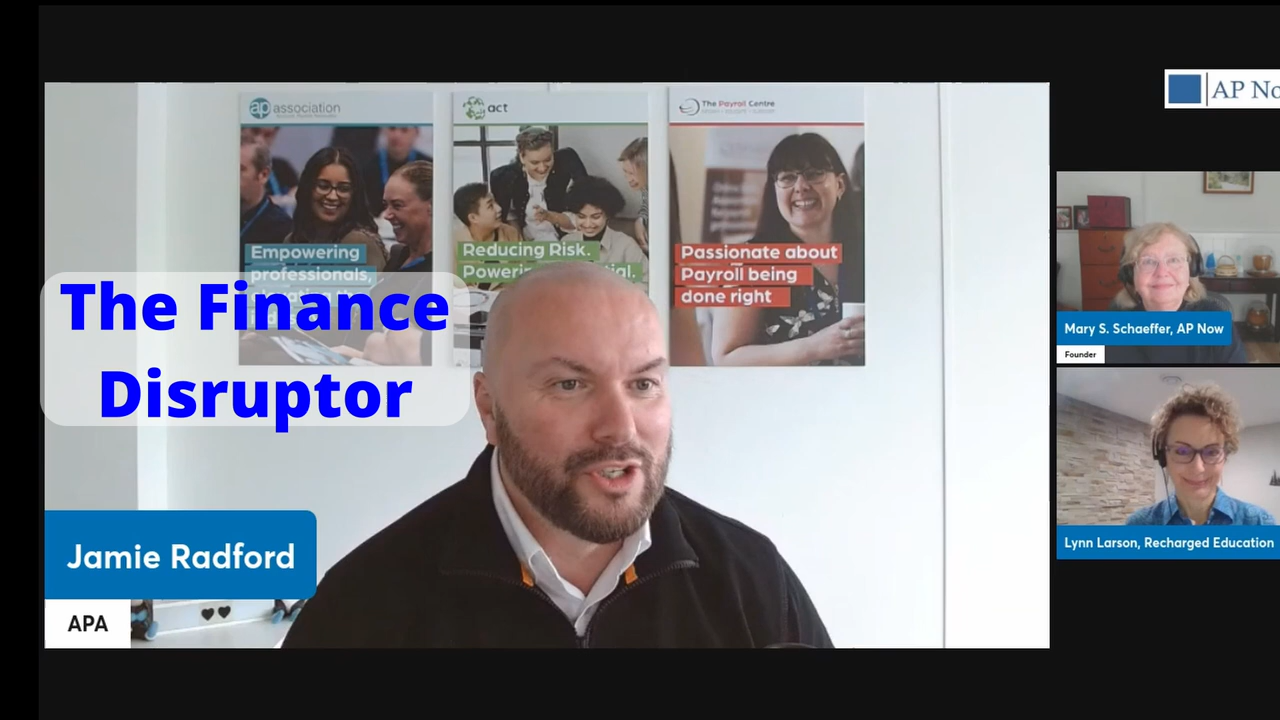 AP No
ap association
act
The Payroll Centre
Empowering
professionals,
Reducing Risk.
Passionate about
Payroll being
done right
The Finance
Disruptor
Jamie Radford
APA
Mary S. Schaeffer, AP Now
Founder
Lynn Larson, Recharged Education